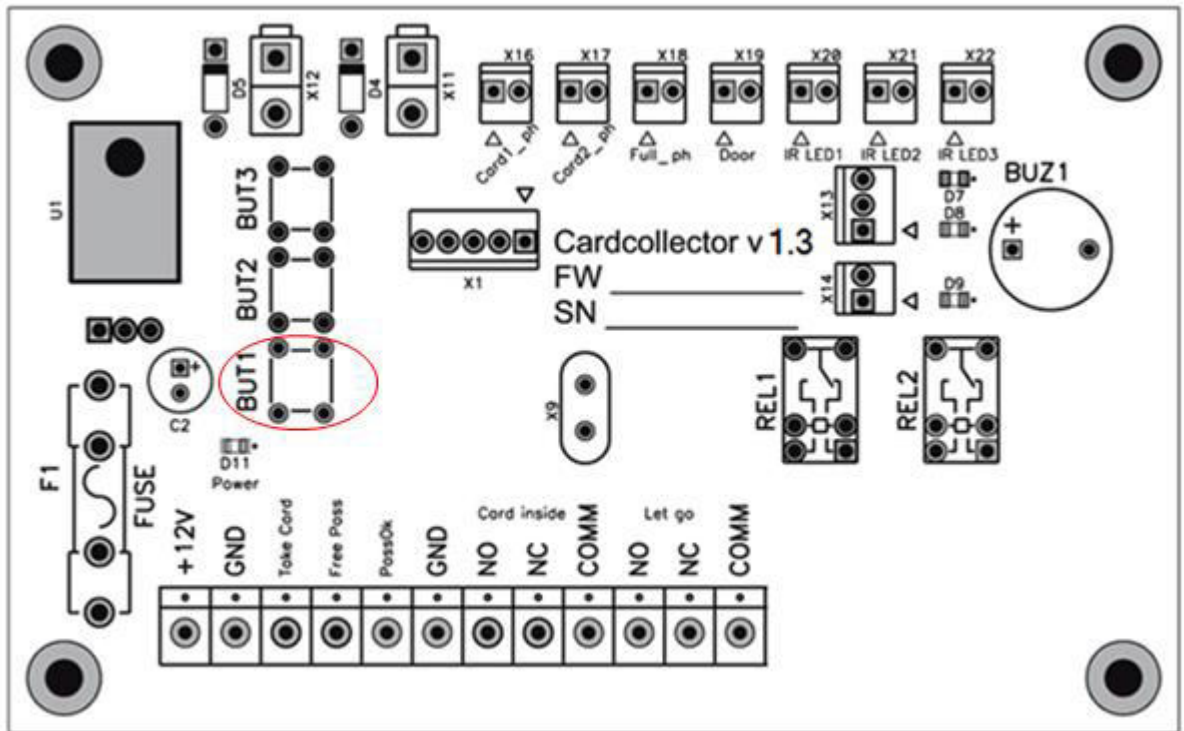 X16 X17 X18 X19 X20 X21 X22
D5 X12 D4 X11
Card1_ph Card2_ph Full_ph Door IR LED1 IR LED2 IR LED3
U1
BUT3
BUT2
BUT1
X1
Cardcollector v 1.3
FW
SN
X13
X14
D7
D8
D9
BUZ1
+
+
C2
D11
Power
X9
REL1
REL2
F1
FUSE
Card inside Let go
+12V GND Take Card Free Pass PassOk GND NO NC COMM NO NC COMM